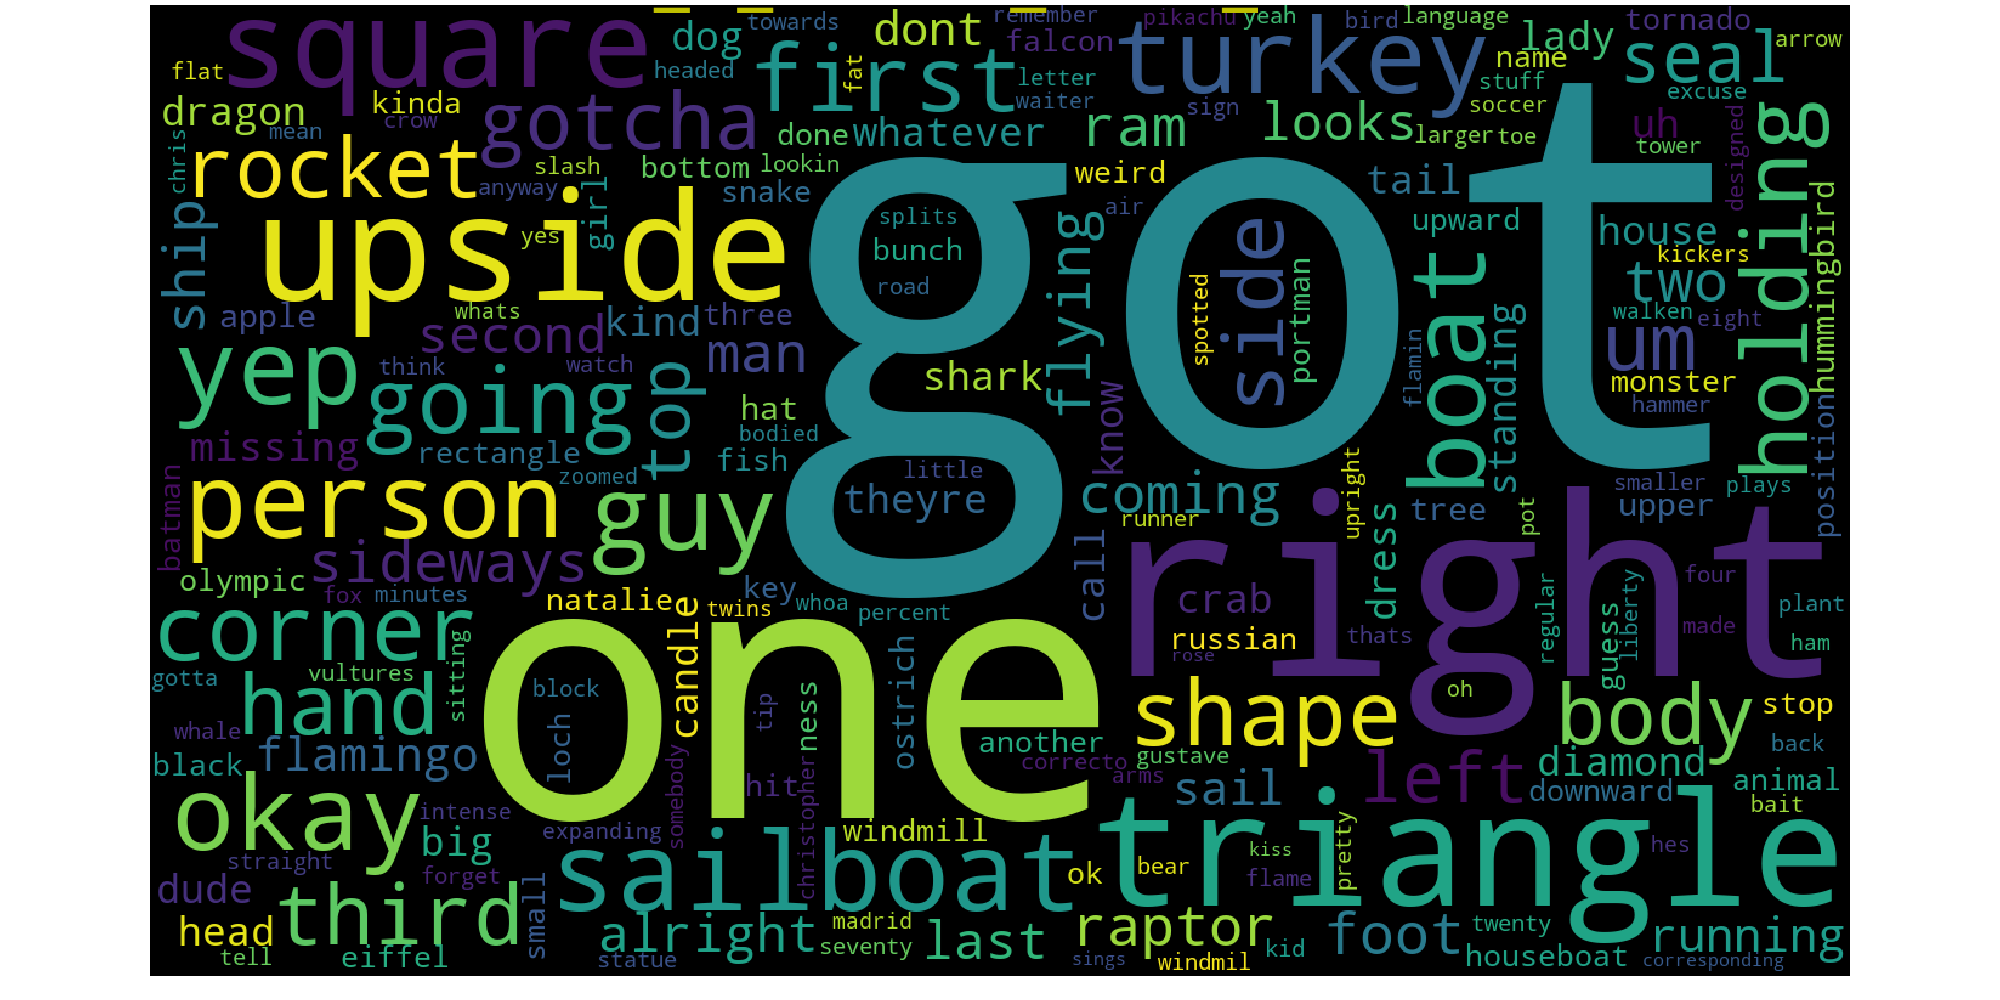 towards
remember
pikachu
yeah
bird
language
tornado
square
dog
first
dont
falcon
turkey
lady
seal
arrow
flat
headed
fat
letter
name
stuff
excuse
dragon
kinda
crow
gotcha
waiter
sign
soccer
mean
done
whatever
ram
looks
larger
toe
uh
tower
holding
chris
rocket
slash
bottom
lookin
weird
tail
designed
anyway
girl
snake
splits
air
got
upward
house
hummingbird
ship
upside
yes
bunch
flying
side
kickers
road
spotted
portman
boat
two
apple
whats
kind
three
walken
eight
second
man
standing
um
yep
think
watch
shark
flamin
monster
going
top
hat
know
hammer
missing
rectangle
bodied
fish
little
upright
position
batman
zoomed
theyre
coming
smaller
plays
person
guy
runner
tree
pot
upper
sideways
call
dress
right
olympic
fox
minutes
key
whoa
percent
crab
regular
four
natalie
twins
plant
corner
candle
russian
thats
guess
liberty
made
ham
one
ostrich
rose
gotta
vultures
sitting
block
christopher
ness
oh
hand
tip
shape
body
stop
whale
loch
another
flamingo
gustave
back
black
somebody
hit
correcto
arms
left
diamond
animal
okay
intense
sail
downward
bait
expanding
windmill
triangle
big
pretty
straight
forget
sailboat
kiss
hes
dude
ok
bear
flame
third
small
head
alright
madrid
last
raptor
foot
twenty
running
tell
eiffel
statue
seventy
sings
windmil
kid
houseboat
corresponding